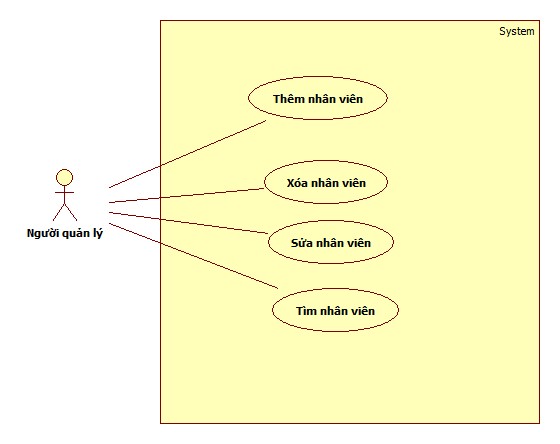 System
Thêm nhân viên
Xóa nhân viên
Người quản lý
Sửa nhân viên
Tìm nhân viên